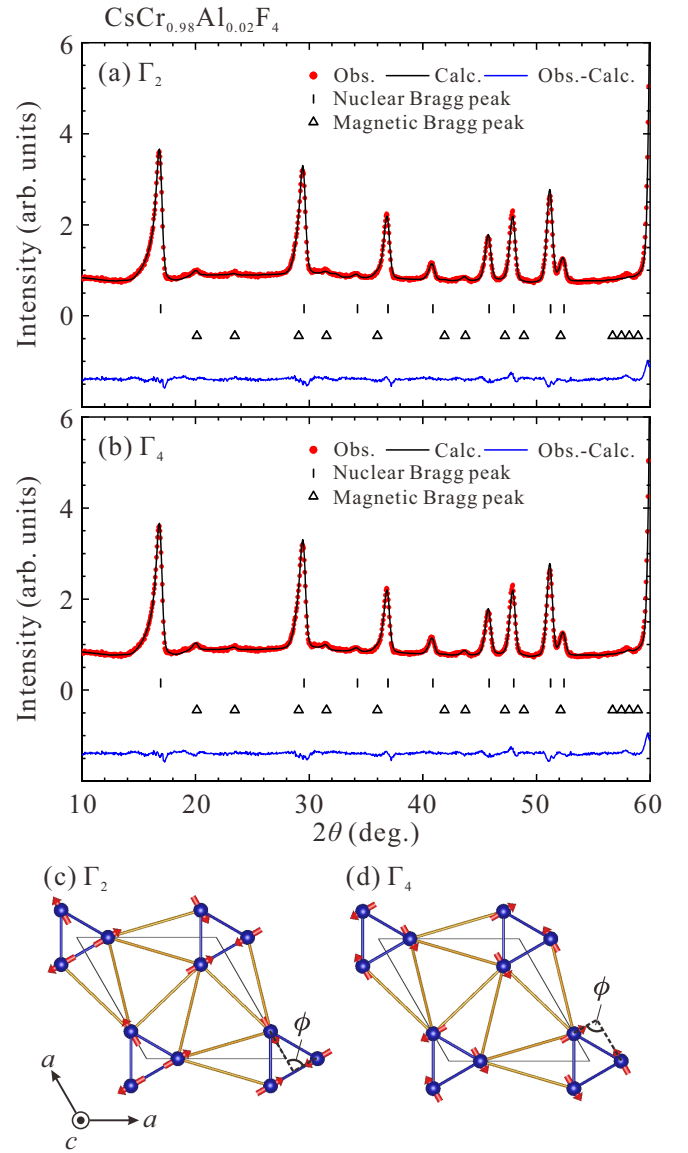 CsCr₀.₉₈Al₀.₀₂F₄
(a) Γ₂
Obs. Calc. Obs.-Calc.
Nuclear Bragg peak
Magnetic Bragg peak
6
4
2
0
Intensity (arb. units)
(b) Γ₄
Obs. Calc. Obs.-Calc.
Nuclear Bragg peak
Magnetic Bragg peak
6
4
2
0
Intensity (arb. units)
10 20 30 40 50 60
2θ (deg.)
(c) Γ₂
(d) Γ₄
ϕ
ϕ
a
a
c